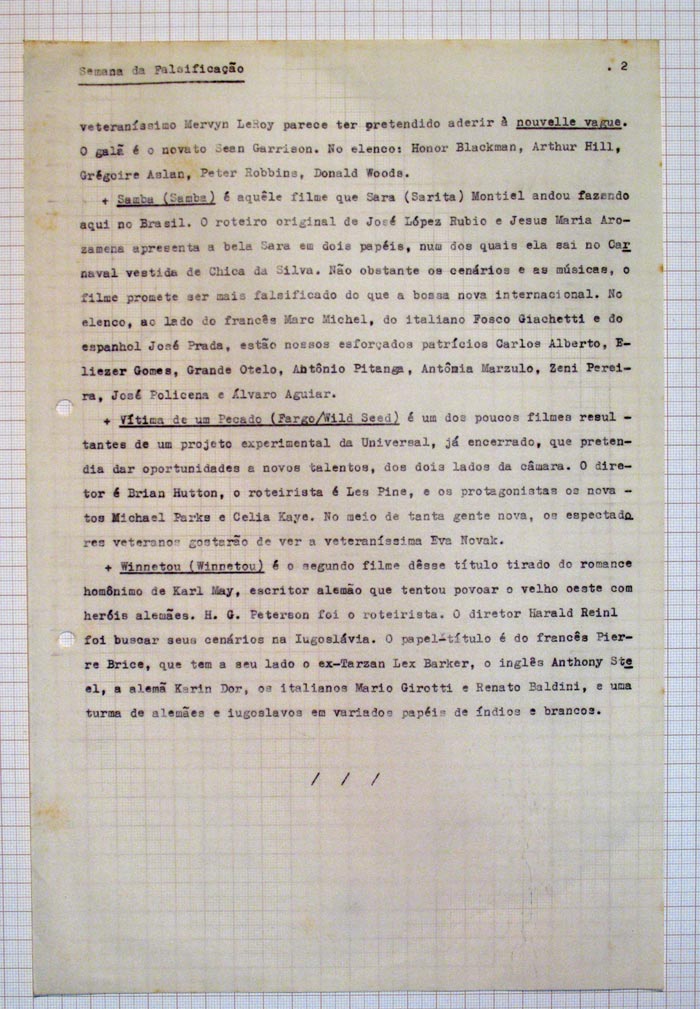 Semana da Falsificação . 2
veteraníssimo Mervyn LeRoy parece ter pretendido aderir à nouvelle vague.
O galã é o novato Sean Garrison. No elenco: Honor Blackman, Arthur Hill,
Grégoire Aslan, Peter Robbins, Donald Woods.
+ Samba (Samba) é aquêle filme que Sara (Sarita) Montiel andou fazendo
aqui no Brasil. O roteiro original de José López Rubio e Jesus Maria Aro-
zamena apresenta a bela Sara em dois papéis, num dos quais ela sai no Car
naval vestida de Chica da Silva. Não obstante os cenários e as músicas, o
filme promete ser mais falsificado do que a bossa nova internacional. No
elenco, ao lado do francês Marc Michel, do italiano Fosco Giachetti e do
espanhol José Prada, estão nossos esforçados patrícios Carlos Alberto, E-
liezer Gomes, Grande Otelo, Antônio Pitanga, Antônia Marzulo, Zeni Perei-
ra, José Policena e Álvaro Aguiar.
+ Vítima de um Pecado (Fargo/Wild Seed) é um dos poucos filmes resul -
tantes de um projeto experimental da Universal, já encerrado, que preten-
dia dar oportunidades a novos talentos, dos dois lados da câmara. O dire-
tor é Brian Hutton, o roteirista é Les Pine, e os protagonistas os nova -
tos Michael Parks e Celia Kaye. No meio de tanta gente nova, os espectado
res veteranos gostarão de ver a veteraníssima Eva Novak.
+ Winnetou (Winnetou) é o segundo filme dêsse título tirado do romance
homônimo de Karl May, escritor alemão que tentou povoar o velho oeste com
heróis alemães. H. G. Peterson foi o roteirista. O diretor Harald Reinl
foi buscar seus cenários na Iugoslávia. O papel-título é do francês Pier-
re Brice, que tem a seu lado o ex-Tarzan Lex Barker, o inglês Anthony Ste
el, a alemã Karin Dor, os italianos Mario Girotti e Renato Baldini, e uma
turma de alemães e iugoslavos em variados papéis de índios e brancos.
/ / /